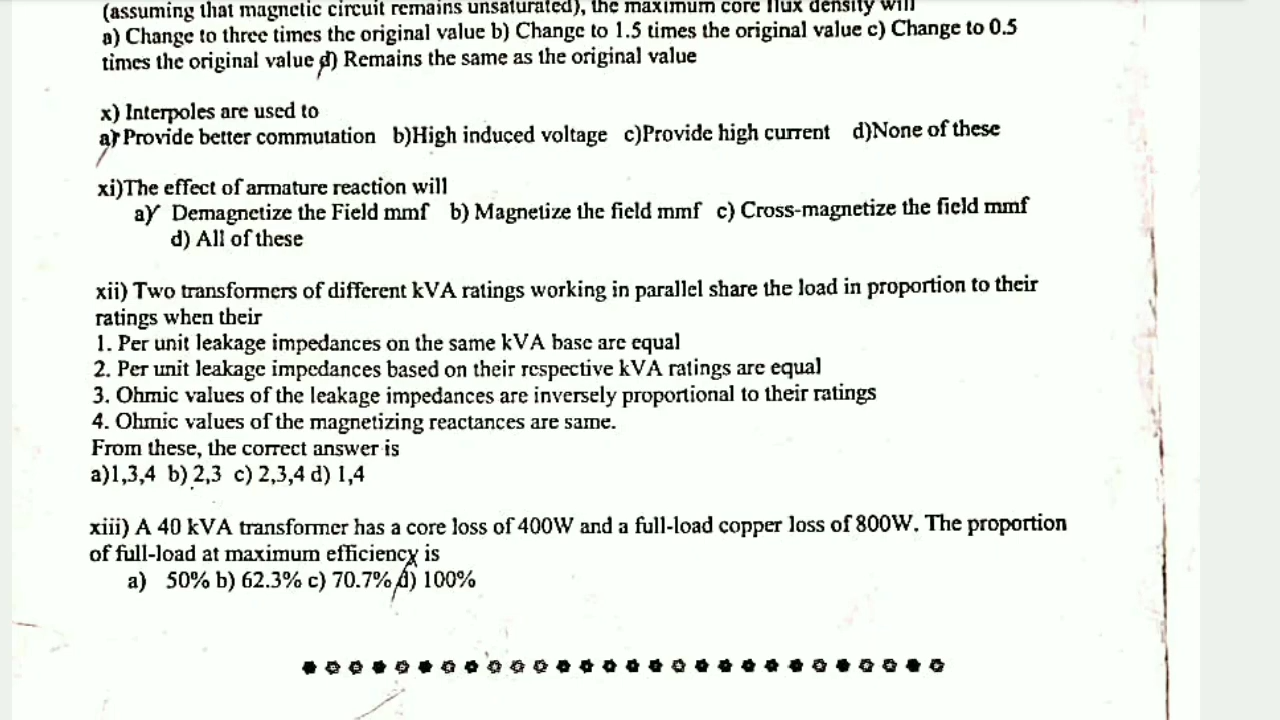 (assuming that magnetic circuit remains unsaturated), the maximum core flux density will
a) Change to three times the original value b) Change to 1.5 times the original value c) Change to 0.5
times the original value d) Remains the same as the original value
x) Interpoles are used to
a) Provide better commutation b)High induced voltage c)Provide high current d)None of these
xi)The effect of armature reaction will
a) Demagnetize the Field mmf b) Magnetize the field mmf c) Cross-magnetize the field mmf
d) All of these
xii) Two transformers of different kVA ratings working in parallel share the load in proportion to their
ratings when their
1. Per unit leakage impedances on the same kVA base are equal
2. Per unit leakage impedances based on their respective kVA ratings are equal
3. Ohmic values of the leakage impedances are inversely proportional to their ratings
4. Ohmic values of the magnetizing reactances are same.
From these, the correct answer is
a)1,3,4 b) 2,3 c) 2,3,4 d) 1,4
xiii) A 40 kVA transformer has a core loss of 400W and a full-load copper loss of 800W. The proportion
of full-load at maximum efficiency is
a) 50% b) 62.3% c) 70.7% d) 100%